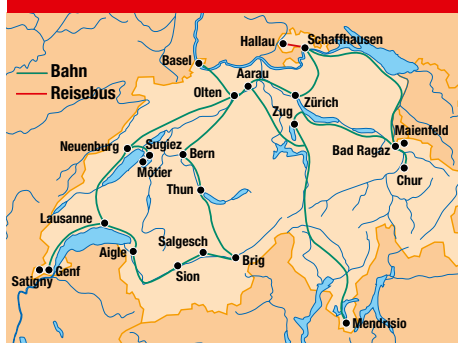 Hallau
Schaffhausen
Basel
Bahn
Reisebus
Aarau
Olten
Zürich
Zug
Maienfeld
Neuenburg
Sugiez
Bern
Bad Ragaz
Môtier
Chur
Thun
Lausanne
Salgesch
Aigle
Brig
Sion
Genf
Satigny
Mendrisio